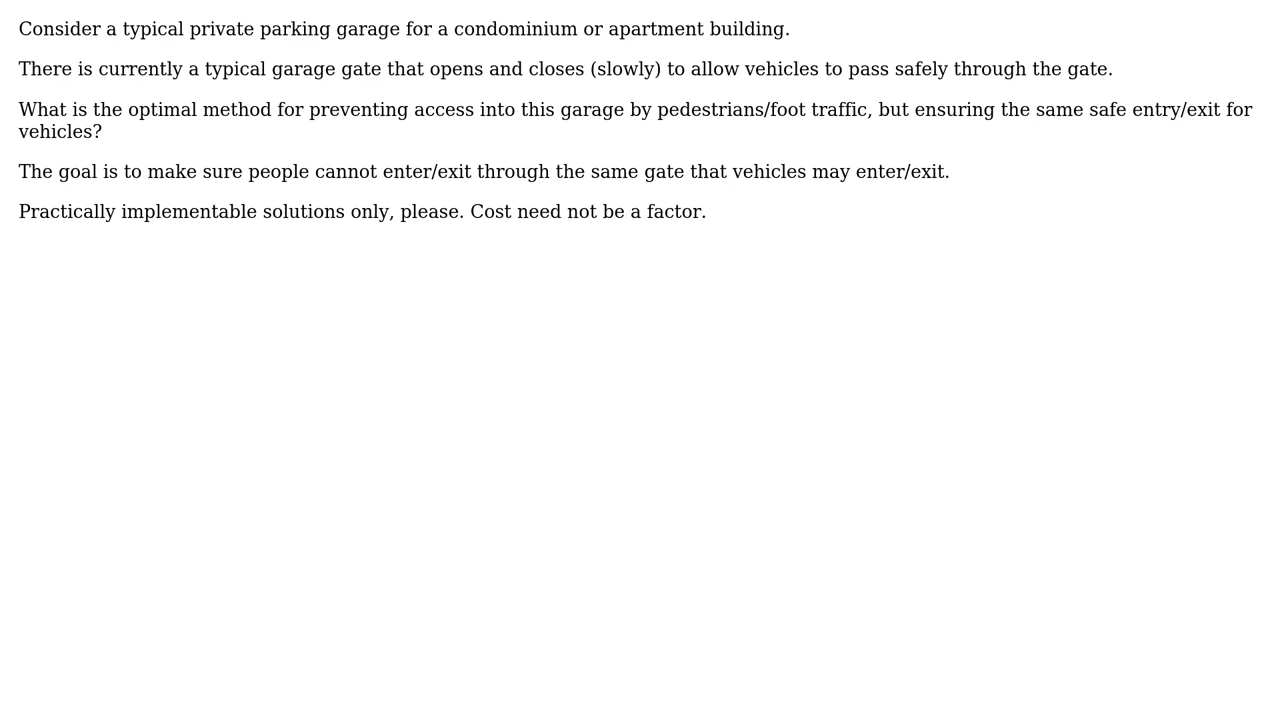 Consider a typical private parking garage for a condominium or apartment building.
There is currently a typical garage gate that opens and closes (slowly) to allow vehicles to pass safely through the gate.
What is the optimal method for preventing access into this garage by pedestrians/foot traffic, but ensuring the same safe entry/exit for
vehicles?
The goal is to make sure people cannot enter/exit through the same gate that vehicles may enter/exit.
Practically implementable solutions only, please. Cost need not be a factor.